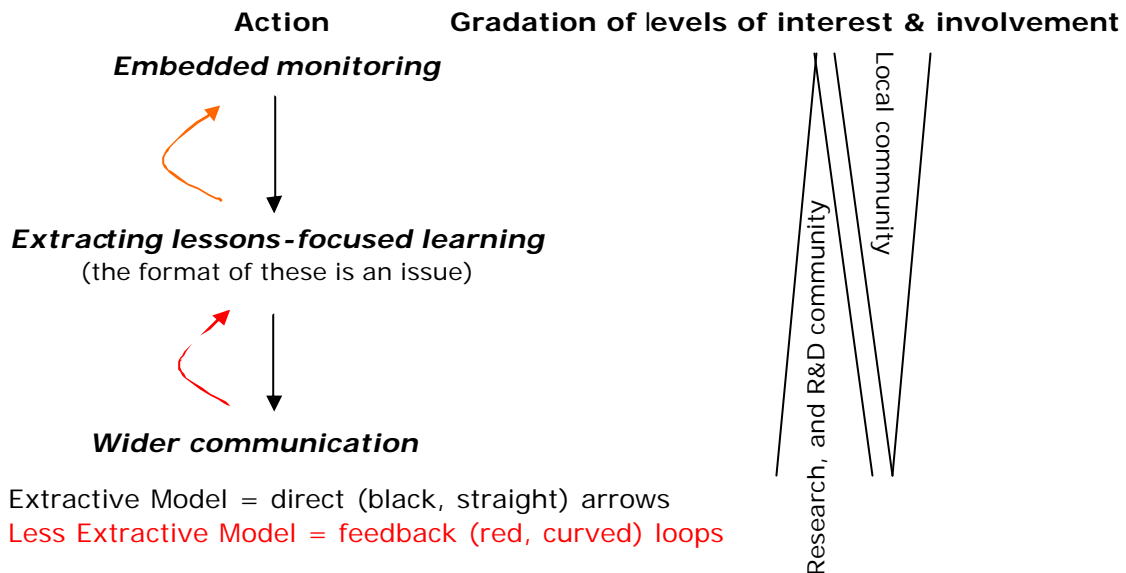 Action
Gradation of levels of interest & involvement
Embedded monitoring
Local community
Extracting lessons-focused learning
(the format of these is an issue)
Research, and R&D community
Wider communication
Extractive Model = direct (black, straight) arrows
Less Extractive Model = feedback (red, curved) loops